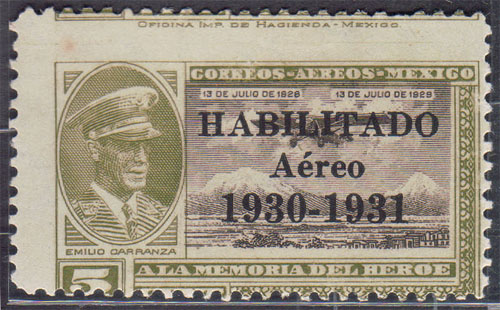 OFICINA IMP. DE HACIENDA - MEXICO.
CORREOS-AEREOS-MEXICO
13 DE JULIO DE 1928 13 DE JULIO DE 1929
HABILITADO
Aéreo
1930-1931
EMILIO CARRANZA
5 A LA MEMORIA DEL HEROE